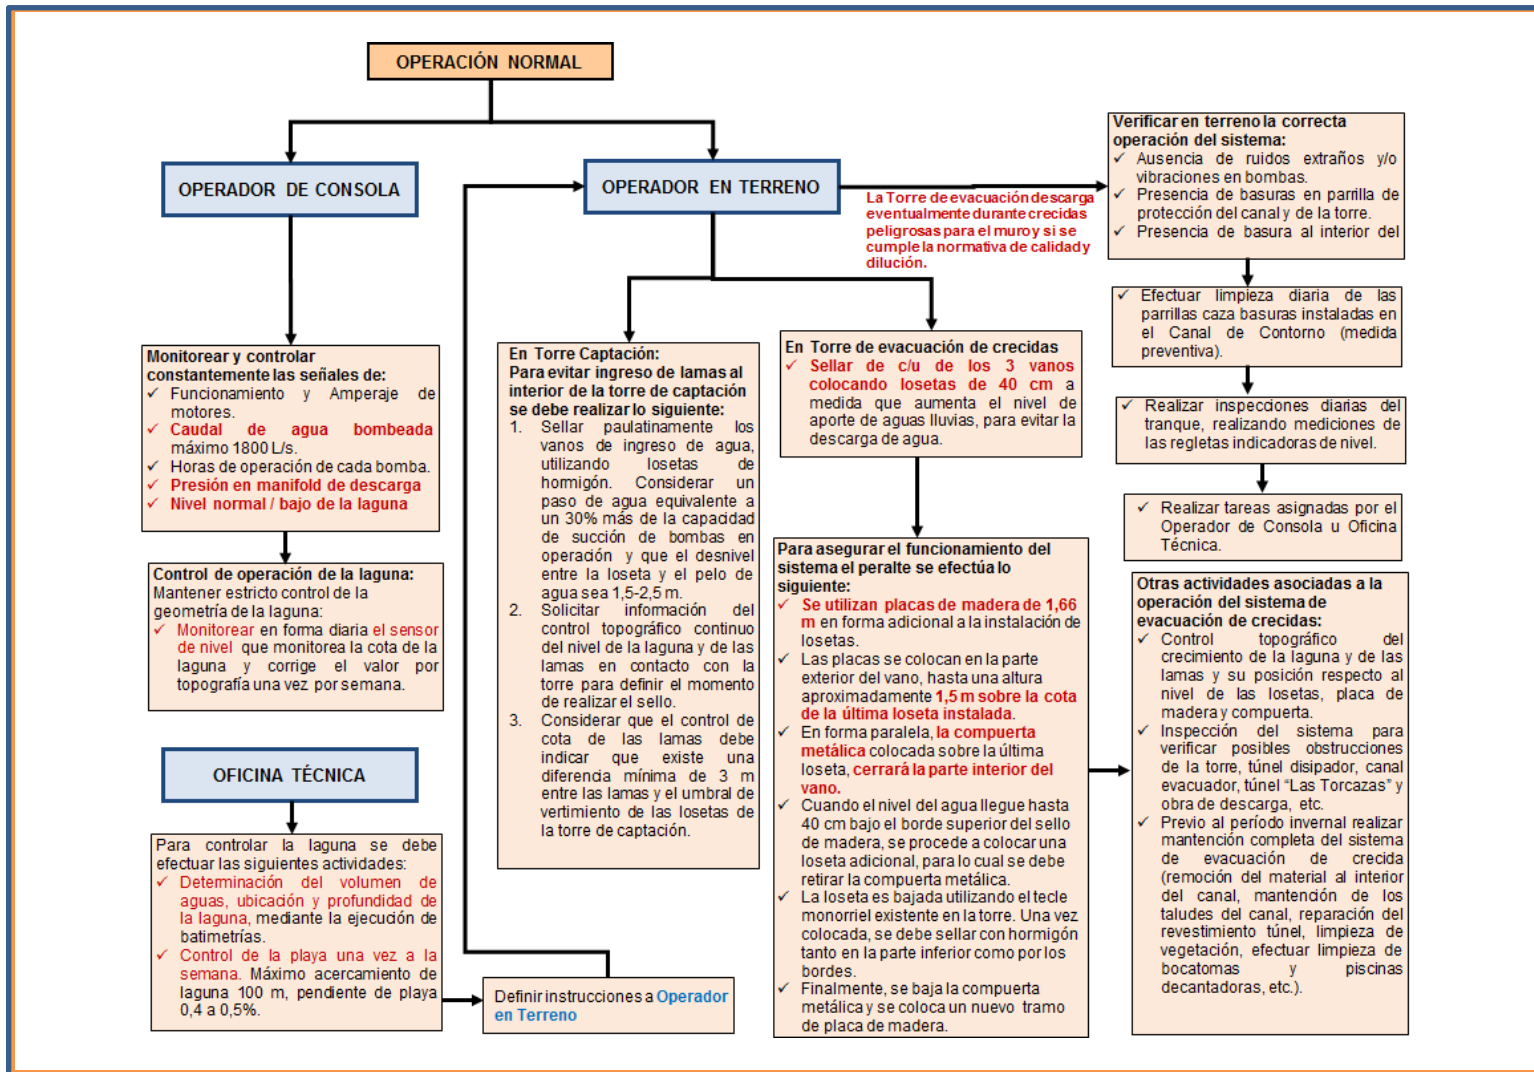 OPERACIÓN NORMAL
OPERADOR DE CONSOLA
Monitorear y controlar
constantemente las señales de:
✓ Funcionamiento y Amperaje de
motores.
✓ Caudal de agua bombeada
máximo 1800 L/s.
✓ Horas de operación de cada bomba.
✓ Presión en manifold de descarga
✓ Nivel normal / bajo de la laguna
Control de operación de la laguna:
Mantener estricto control de la
geometría de la laguna:
✓ Monitorear en forma diaria el sensor
de nivel que monitorea la cota de la
laguna y corrige el valor por
topografía una vez por semana.
OFICINA TÉCNICA
Para controlar la laguna se debe
efectuar las siguientes actividades:
✓ Determinación del volumen de
aguas, ubicación y profundidad de
la laguna, mediante la ejecución de
batimetrías.
✓ Control de la playa una vez a la
semana. Máximo acercamiento de
laguna 100 m, pendiente de playa
0,4 a 0,5%.
Definir instrucciones a Operador
en Terreno
OPERADOR EN TERRENO
La Torre de evacuación descarga
eventualmente durante crecidas
peligrosas para el muro y si se
cumple la normativa de calidad y
dilución.
En Torre Captación:
Para evitar ingreso de lamas al
interior de la torre de captación
se debe realizar lo siguiente:
1. Sellar paulatinamente los
vanos de ingreso de agua,
utilizando losetas de
hormigón. Considerar un
paso de agua equivalente a
un 30% más de la capacidad
de succión de bombas en
operación y que el desnivel
entre la loseta y el pelo de
agua sea 1,5-2,5 m.
2. Solicitar información del
control topográfico continuo
del nivel de la laguna y de las
lamas en contacto con la
torre para definir el momento
de realizar el sello.
3. Considerar que el control de
cota de las lamas debe
indicar que existe una
diferencia mínima de 3 m
entre las lamas y el umbral de
vertimiento de las losetas de
la torre de captación.
En Torre de evacuación de crecidas
✓ Sellar de c/u de los 3 vanos
colocando losetas de 40 cm a
medida que aumenta el nivel de
aporte de aguas lluvias, para evitar la
descarga de agua.
Para asegurar el funcionamiento del
sistema el peralte se efectúa lo
siguiente:
✓ Se utilizan placas de madera de 1,66
m en forma adicional a la instalación de
losetas.
✓ Las placas se colocan en la parte
exterior del vano, hasta una altura
aproximadamente 1,5 m sobre la cota
de la última loseta instalada.
✓ En forma paralela, la compuerta
metálica colocada sobre la última
loseta, cerrará la parte interior del
vano.
✓ Cuando el nivel del agua llegue hasta
40 cm bajo el borde superior del sello
de madera, se procede a colocar una
loseta adicional, para lo cual se debe
retirar la compuerta metálica.
✓ La loseta es bajada utilizando el tecle
monorriel existente en la torre. Una vez
colocada, se debe sellar con hormigón
tanto en la parte inferior como por los
bordes.
✓ Finalmente, se baja la compuerta
metálica y se coloca un nuevo tramo
de placa de madera.
Verificar en terreno la correcta
operación del sistema:
✓ Ausencia de ruidos extraños y/o
vibraciones en bombas.
✓ Presencia de basuras en parrilla de
protección del canal y de la torre.
✓ Presencia de basura al interior del
✓ Efectuar limpieza diaria de las
parrillas caza basuras instaladas en
el Canal de Contorno (medida
preventiva).
✓ Realizar inspecciones diarias del
tranque, realizando mediciones de
las regletas indicadoras de nivel.
✓ Realizar tareas asignadas por el
Operador de Consola u Oficina
Técnica.
Otras actividades asociadas a la
operación del sistema de
evacuación de crecidas:
✓ Control topográfico del
crecimiento de la laguna y de las
lamas y su posición respecto al
nivel de las losetas, placa de
madera y compuerta.
✓ Inspección del sistema para
verificar posibles obstrucciones
de la torre, túnel disipador, canal
evacuador, túnel “Las Torcazas” y
obra de descarga, etc.
✓ Previo al período invernal realizar
mantención completa del sistema
de evacuación de crecida
(remoción del material al interior
del canal, mantención de los
taludes del canal, reparación del
revestimiento túnel, limpieza de
vegetación, efectuar limpieza de
bocatomas y piscinas
decantadoras, etc.).